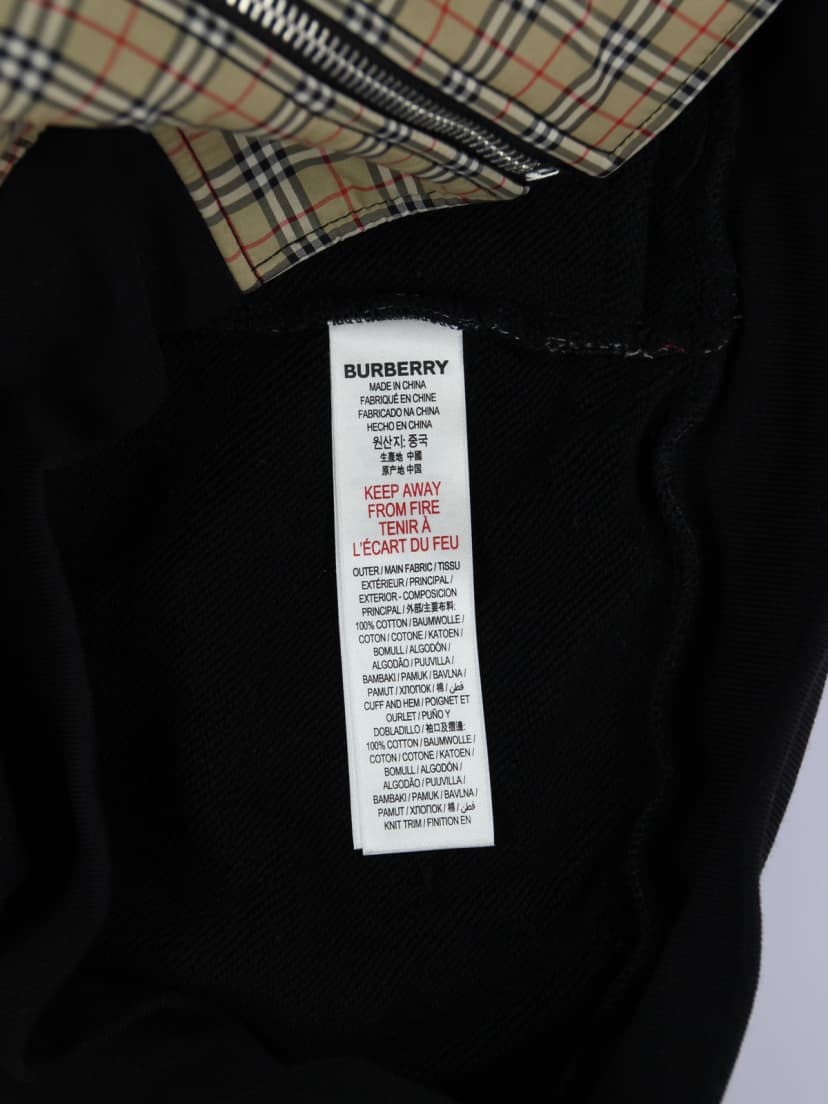 BURBERRY
MADE IN CHINA
FABRIQUÉ EN CHINE
FABRICADO NA CHINA
HECHO EN CHINA
원산지: 중국
生產地 中國
原产地 中国
KEEP AWAY
FROM FIRE
TENIR À
L'ÉCART DU FEU
OUTER / MAIN FABRIC / TISSU
EXTÉRIEUR / PRINCIPAL /
EXTERIOR - COMPOSICION
PRINCIPAL / 外部/主要布料:
100% COTTON / BAUMWOLLE /
COTON / COTONE / KATOEN /
BOMULL / ALGODÓN /
ALGODÃO / PUUVILLA /
BAMBAKI / PAMUK / BAVLNA /
PAMUT / ХЛОПОК / 棉 / قطن /
CUFF AND HEM / POIGNET ET
OURLET / PUÑO Y
DOBLADILLO / 袖口及摺邊:
100% COTTON / BAUMWOLLE /
COTON / COTONE / KATOEN /
BOMULL / ALGODÓN /
ALGODÃO / PUUVILLA /
BAMBAKI / PAMUK / BAVLNA /
PAMUT / ХЛОПОК / 棉 / قطن /
KNIT TRIM / FINITION EN